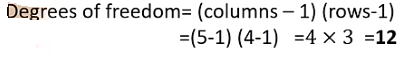 Degrees of freedom= (columns – 1) (rows-1)
=(5-1) (4-1) =4 × 3 =12